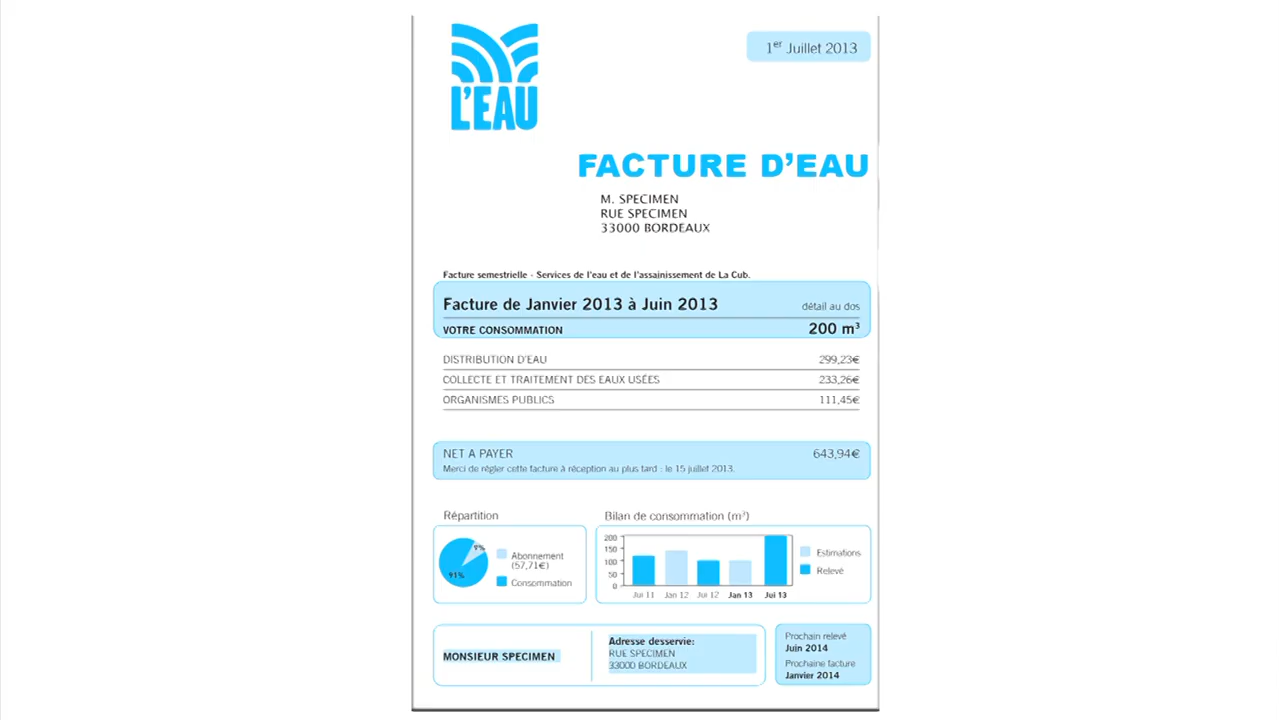 L'EAU
1er Juillet 2013
FACTURE D'EAU
M. SPECIMEN
RUE SPECIMEN
33000 BORDEAUX
Facture semestrielle - Services de l'eau et de l'assainissement de La Cub.
Facture de Janvier 2013 à Juin 2013 détail au dos
VOTRE CONSOMMATION 200 m³
DISTRIBUTION D'EAU 299,23€
COLLECTE ET TRAITEMENT DES EAUX USÉES 233,26€
ORGANISMES PUBLICS 111,45€
NET A PAYER 643,94€
Merci de régler cette facture à réception au plus tard : le 15 juillet 2013.
Répartition
9%
91%
Abonnement
(57,71€)
Consommation
Bilan de consommation (m³)
200
150
100
50
0
Jui 11 Jan 12 Jui 12 Jan 13 Jui 13
Estimations
Relevé
MONSIEUR SPECIMEN
Adresse desservie:
RUE SPECIMEN
33000 BORDEAUX
Prochain relevé
Juin 2014
Prochaine facture
Janvier 2014